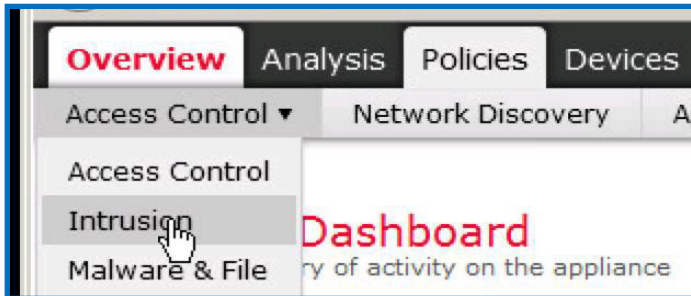 Overview Analysis Policies Devices
Access Control ▾ Network Discovery A
Access Control
Intrusion
Dashboard
Malware & File ry of activity on the appliance